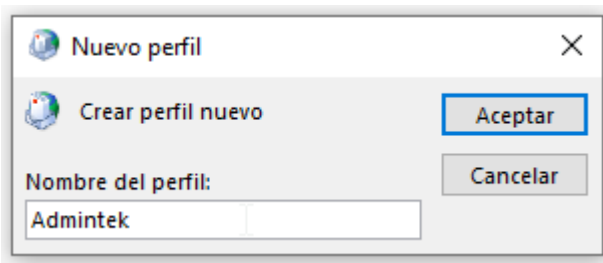 Nuevo perfil
Crear perfil nuevo
Aceptar
Cancelar
Nombre del perfil:
Admintek